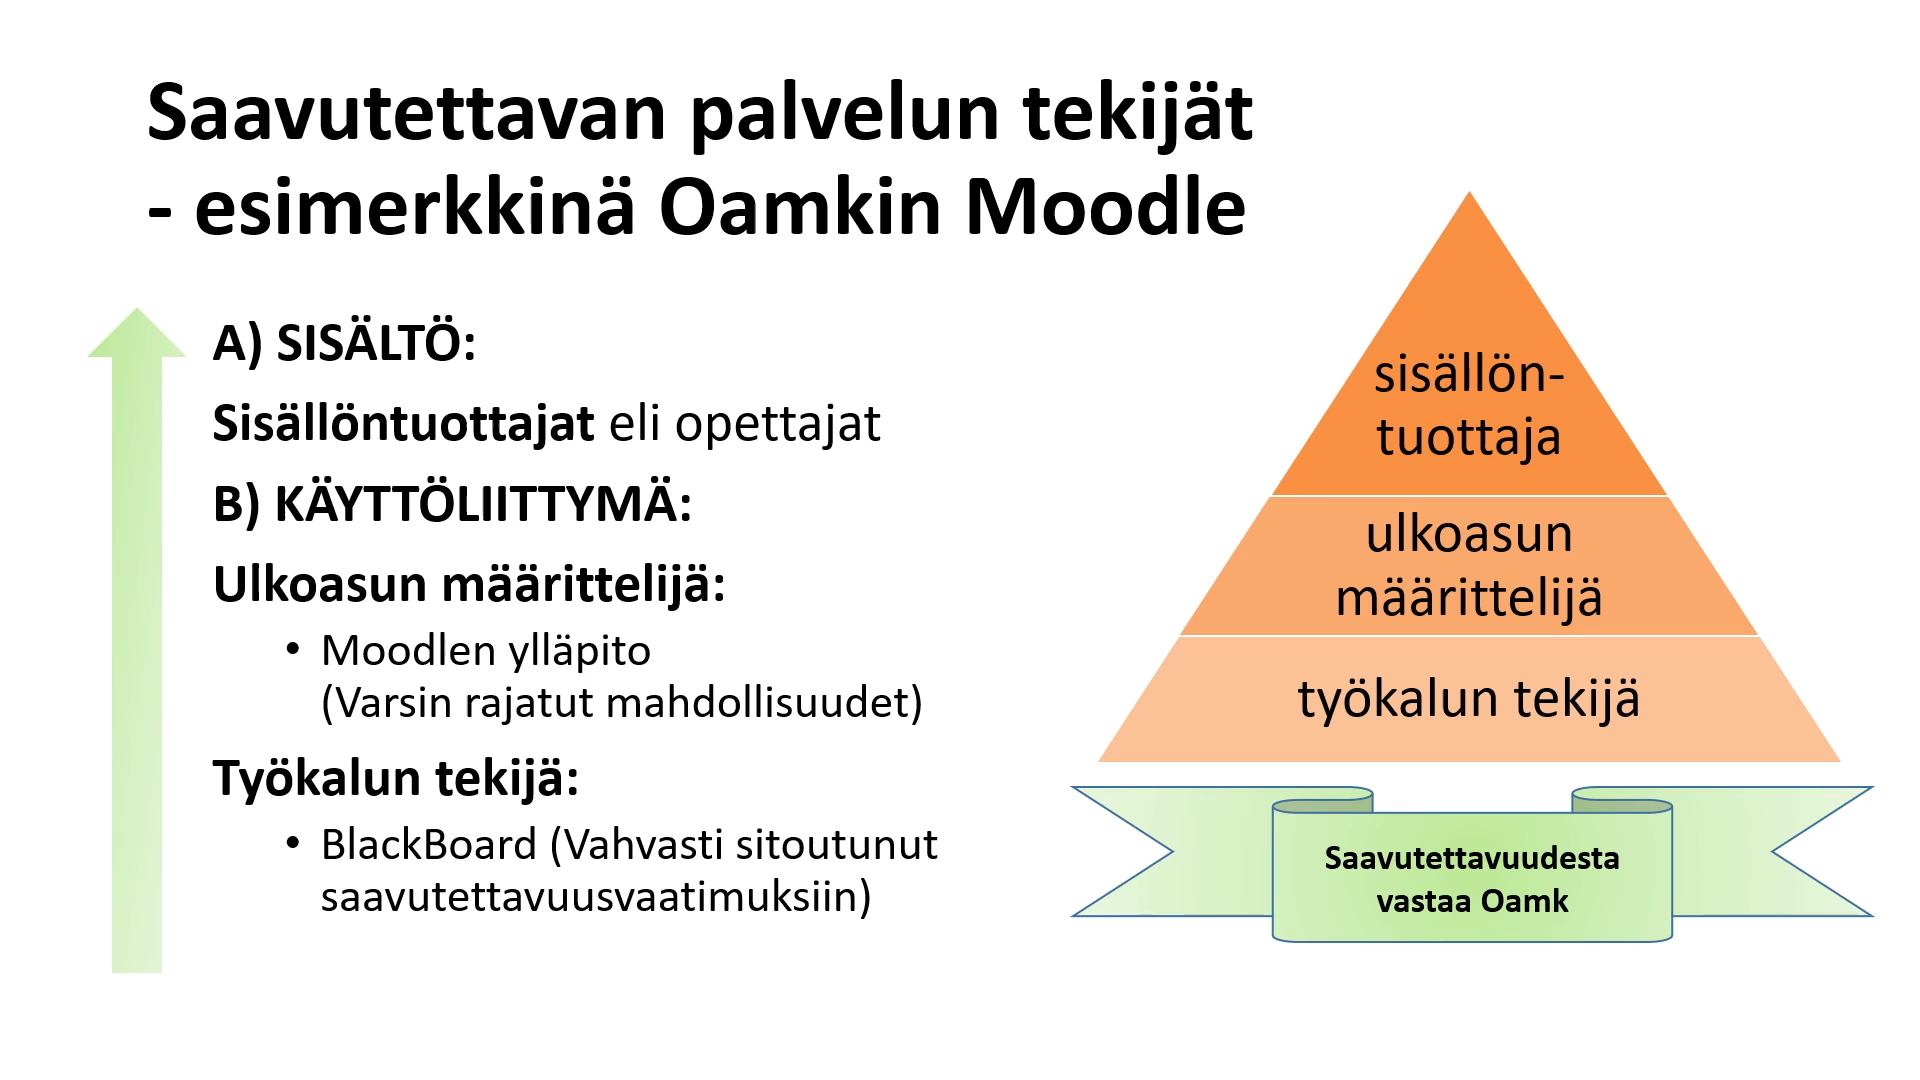 Saavutettavan palvelun tekijät
- esimerkkinä Oamkin Moodle
A) SISÄLTÖ:
Sisällöntuottajat eli opettajat
B) KÄYTTÖLIITTYMÄ:
Ulkoasun määrittelijä:
• Moodlen ylläpito
(Varsin rajatut mahdollisuudet)
Työkalun tekijä:
• BlackBoard (Vahvasti sitoutunut
saavutettavuusvaatimuksiin)
sisällön-
tuottaja
ulkoasun
määrittelijä
työkalun tekijä
Saavutettavuudesta
vastaa Oamk